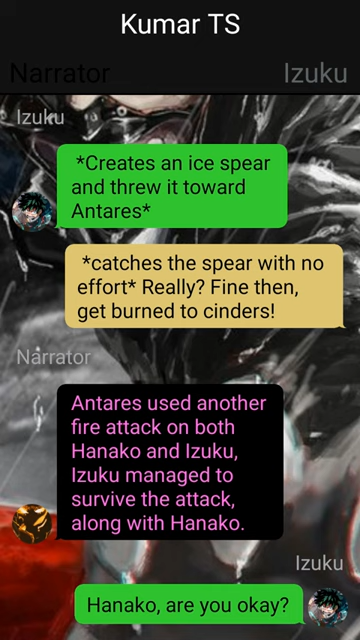 Kumar TS
Narrator
Izuku
Izuku
*Creates an ice spear
and threw it toward
Antares*
*catches the spear with no
effort* Really? Fine then,
get burned to cinders!
Narrator
Antares used another
fire attack on both
Hanako and Izuku,
Izuku managed to
survive the attack,
along with Hanako.
Izuku
Hanako, are you okay?